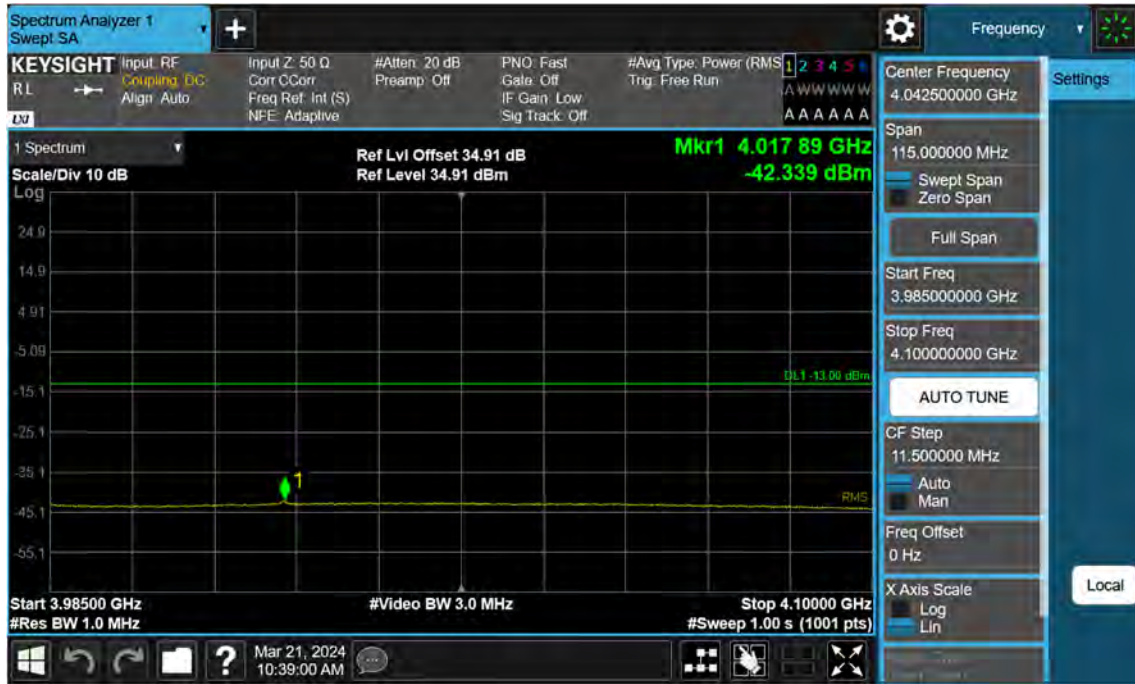 Spectrum Analyzer 1
Swept SA
Frequency
KEYSIGHT
RL
LXI
Input: RF
Coupling: DC
Align: Auto
Input Z: 50 Ω
Corr CCorr
Freq Ref: Int (S)
NFE: Adaptive
#Atten: 20 dB
Preamp: Off
PNO: Fast
Gate: Off
IF Gain: Low
Sig Track: Off
#Avg Type: Power (RMS
Trig: Free Run
1 2 3 4 5 6
A W W W W W
A A A A A A
1 Spectrum
Scale/Div 10 dB
Ref Lvl Offset 34.91 dB
Ref Level 34.91 dBm
Mkr1 4.017 89 GHz
-42.339 dBm
Log
24.9
14.9
4.91
-5.09
DL1 -13.00 dBm
-15.1
-25.1
-35.1
1
RMS
-45.1
-55.1
Start 3.98500 GHz
#Video BW 3.0 MHz
Stop 4.10000 GHz
#Res BW 1.0 MHz
#Sweep 1.00 s (1001 pts)
Mar 21, 2024
10:39:00 AM
?
Center Frequency
4.042500000 GHz
Settings
Span
115.000000 MHz
Swept Span
Zero Span
Full Span
Start Freq
3.985000000 GHz
Stop Freq
4.100000000 GHz
AUTO TUNE
CF Step
11.500000 MHz
Auto
Man
Freq Offset
0 Hz
X Axis Scale
Log
Lin
Local